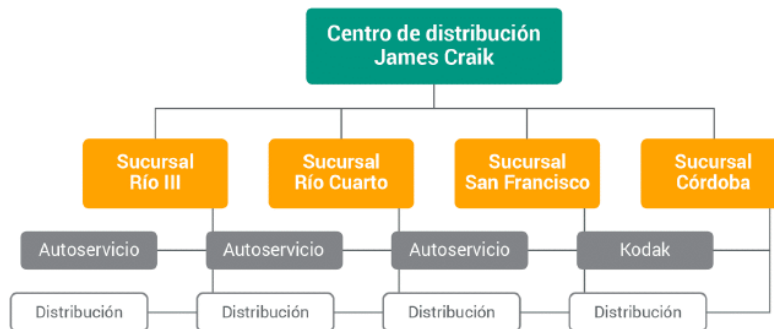 Centro de distribución
James Craik
Sucursal
Río III
Sucursal
Río Cuarto
Sucursal
San Francisco
Sucursal
Córdoba
Autoservicio
Autoservicio
Autoservicio
Kodak
Distribución
Distribución
Distribución
Distribución